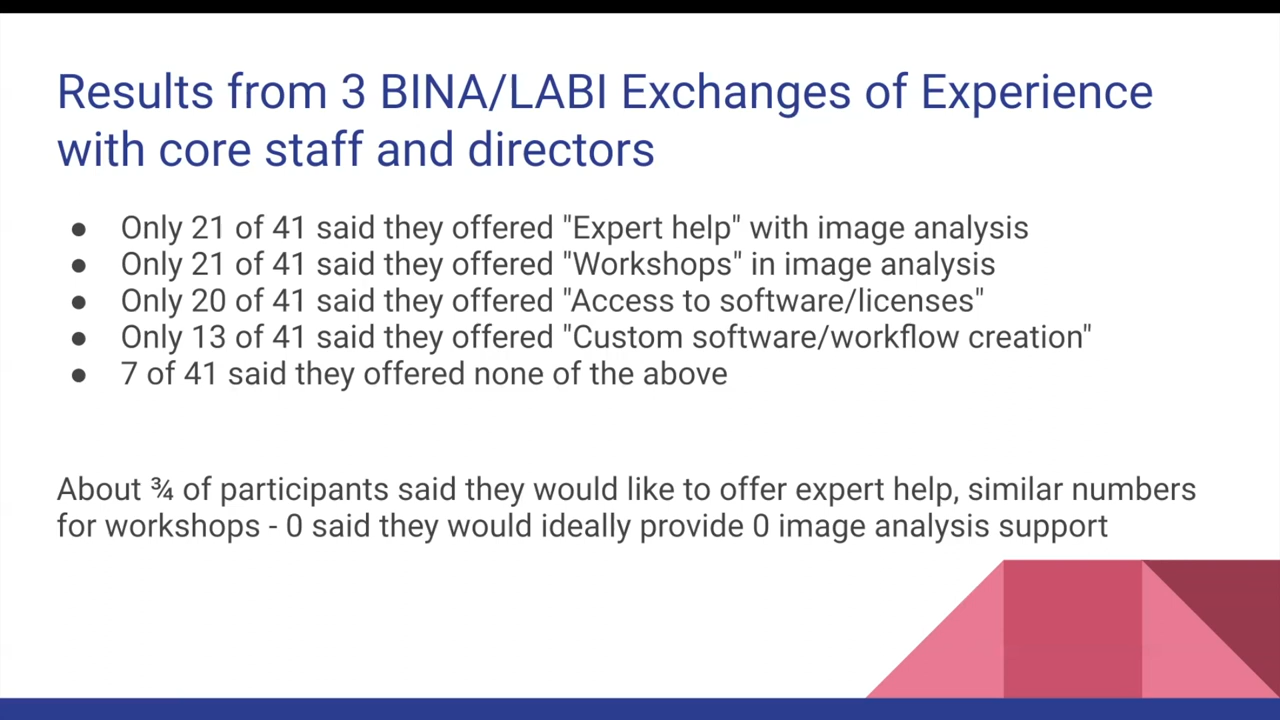 Results from 3 BINA/LABI Exchanges of Experience
with core staff and directors
● Only 21 of 41 said they offered "Expert help" with image analysis
● Only 21 of 41 said they offered "Workshops" in image analysis
● Only 20 of 41 said they offered "Access to software/licenses"
● Only 13 of 41 said they offered "Custom software/workflow creation"
● 7 of 41 said they offered none of the above
About ¾ of participants said they would like to offer expert help, similar numbers
for workshops - 0 said they would ideally provide 0 image analysis support